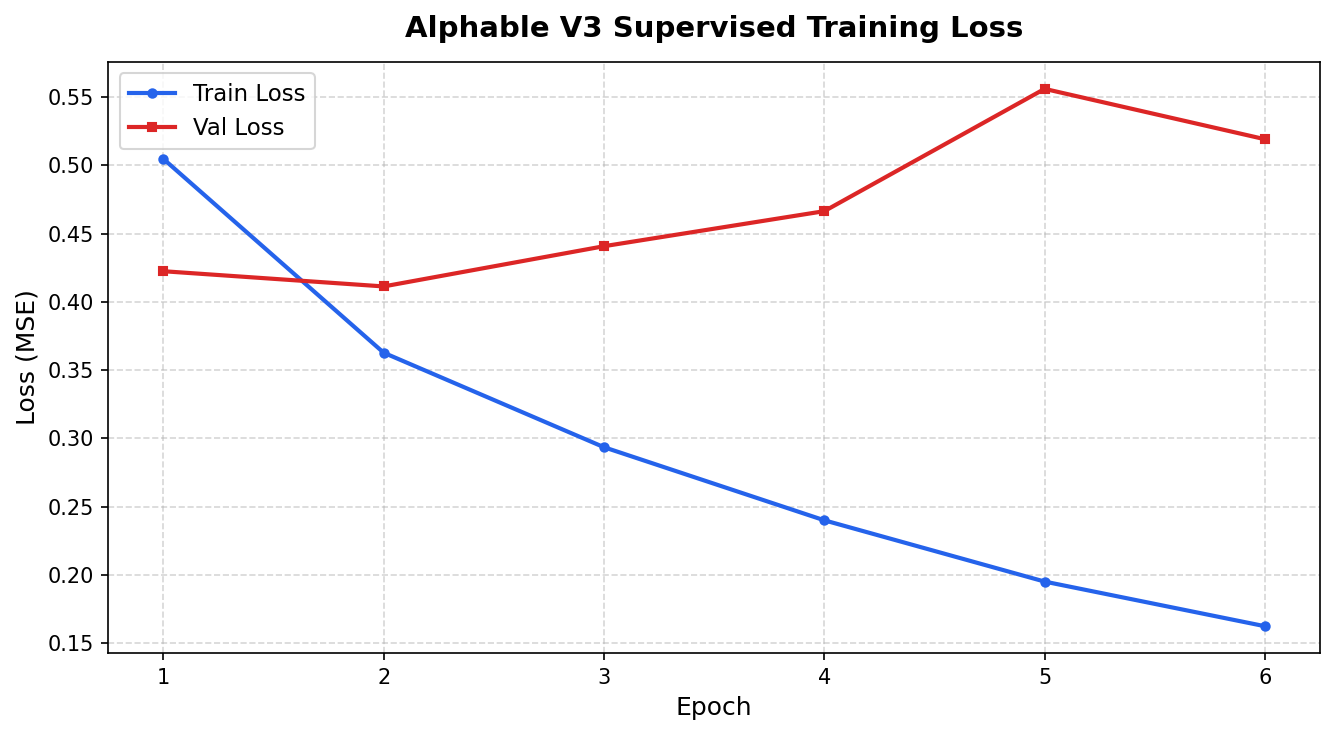 Alphable V3 Supervised Training Loss
Train Loss
Val Loss
0.55
0.50
0.45
0.40
0.35
0.30
0.25
0.20
0.15
Loss (MSE)
1 2 3 4 5 6
Epoch